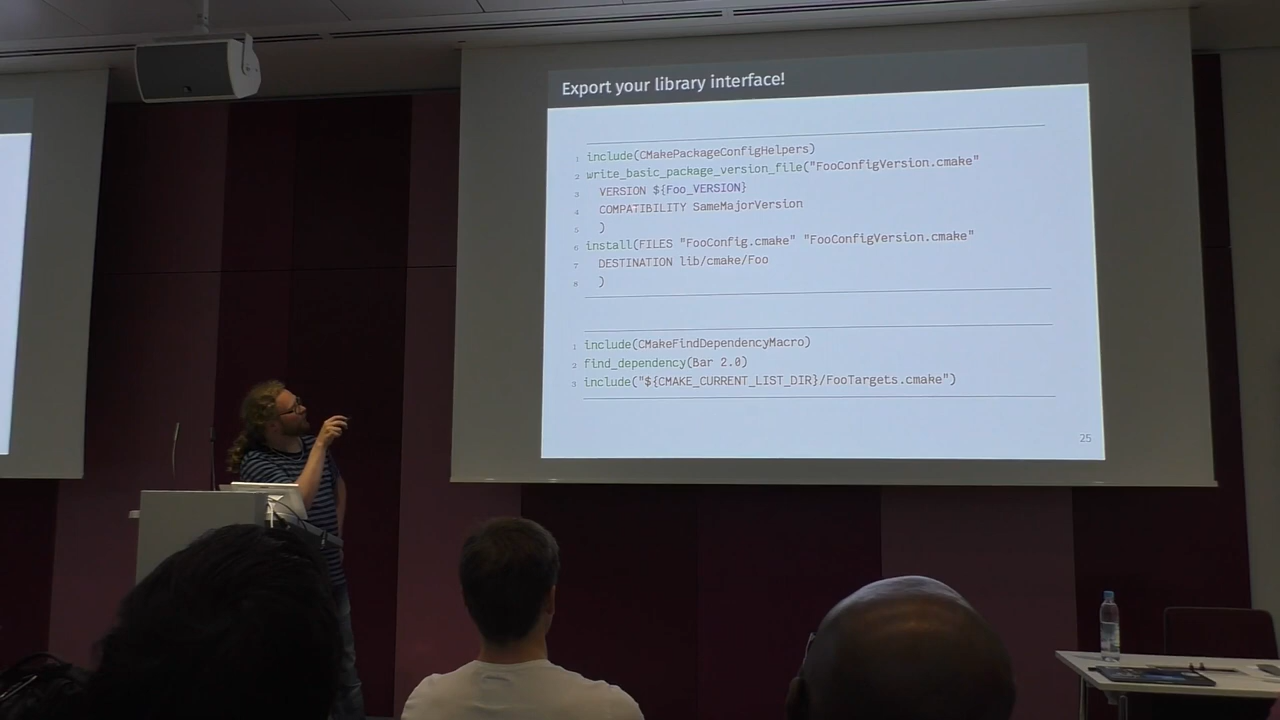 Export your library interface!
1 include(CMakePackageConfigHelpers)
2 write_basic_package_version_file("FooConfigVersion.cmake"
3 VERSION ${Foo_VERSION}
4 COMPATIBILITY SameMajorVersion
5 )
6 install(FILES "FooConfig.cmake" "FooConfigVersion.cmake"
7 DESTINATION lib/cmake/Foo
8 )
1 include(CMakeFindDependencyMacro)
2 find_dependency(Bar 2.0)
3 include("${CMAKE_CURRENT_LIST_DIR}/FooTargets.cmake")
25